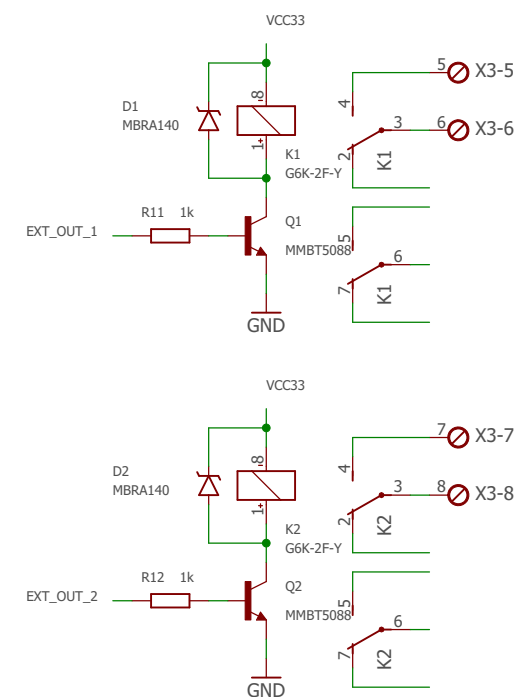 VCC33
D1
MBRA140
8
1
K1
G6K-2F-Y
EXT_OUT_1
R11 1k
Q1
MMBT5088
GND
5 X3-5
4
3
6 X3-6
2
K1
5
6
7
K1
VCC33
D2
MBRA140
8
1
K2
G6K-2F-Y
EXT_OUT_2
R12 1k
Q2
MMBT5088
GND
7 X3-7
4
3
8 X3-8
2
K2
5
6
7
K2